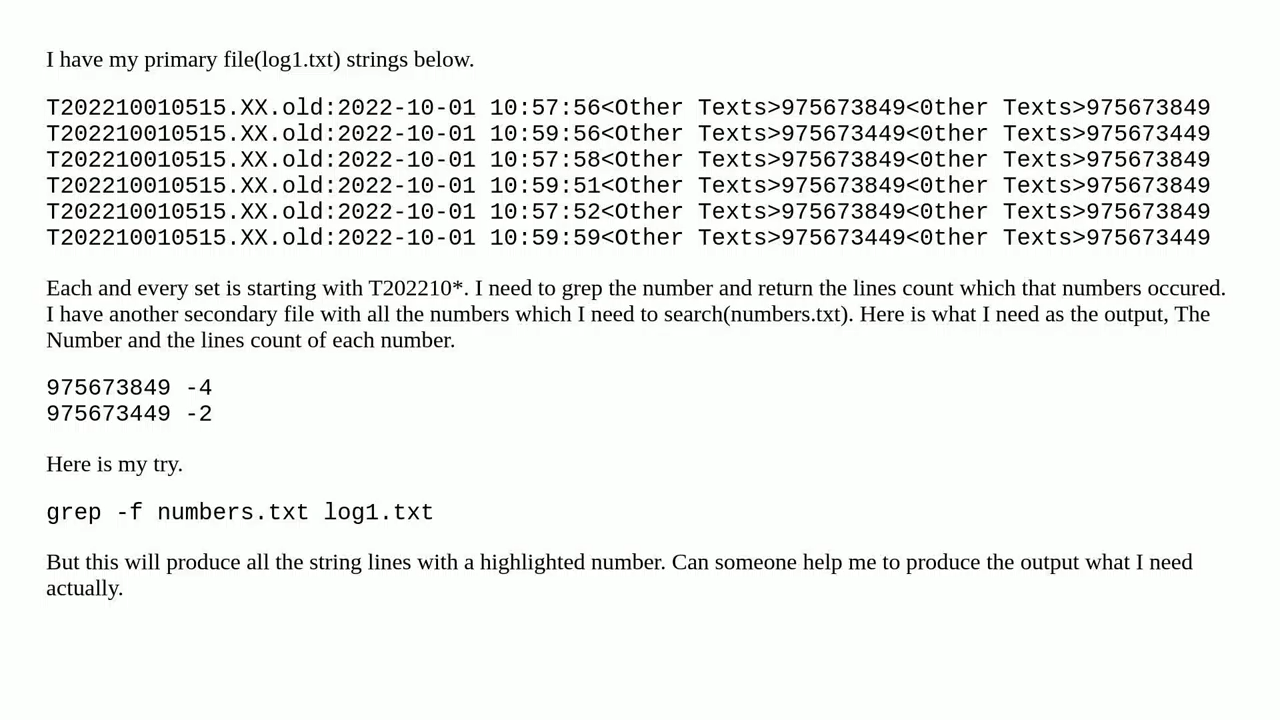 I have my primary file(log1.txt) strings below.
T202210010515.XX.old:2022-10-01 10:57:56<Other Texts>975673849<0ther Texts>975673849
T202210010515.XX.old:2022-10-01 10:59:56<Other Texts>975673449<0ther Texts>975673449
T202210010515.XX.old:2022-10-01 10:57:58<Other Texts>975673849<0ther Texts>975673849
T202210010515.XX.old:2022-10-01 10:59:51<Other Texts>975673849<0ther Texts>975673849
T202210010515.XX.old:2022-10-01 10:57:52<Other Texts>975673849<0ther Texts>975673849
T202210010515.XX.old:2022-10-01 10:59:59<Other Texts>975673449<0ther Texts>975673449
Each and every set is starting with T202210*. I need to grep the number and return the lines count which that numbers occured.
I have another secondary file with all the numbers which I need to search(numbers.txt). Here is what I need as the output, The
Number and the lines count of each number.
975673849 -4
975673449 -2
Here is my try.
grep -f numbers.txt log1.txt
But this will produce all the string lines with a highlighted number. Can someone help me to produce the output what I need
actually.